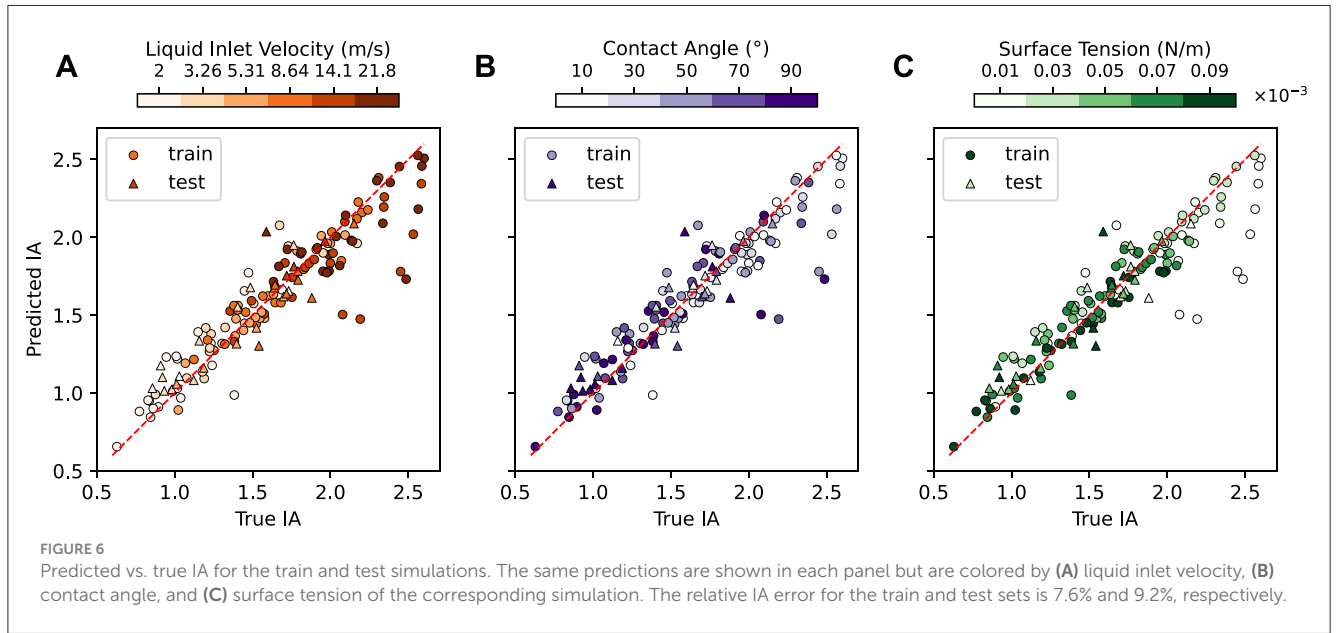 A
Liquid Inlet Velocity (m/s)
2 3.26 5.31 8.64 14.1 21.8
B
Contact Angle (°)
10 30 50 70 90
C
Surface Tension (N/m)
0.01 0.03 0.05 0.07 0.09
×10⁻³
train
test
train
test
train
test
Predicted IA
2.5
2.0
1.5
1.0
0.5
0.5 1.0 1.5 2.0 2.5
0.5 1.0 1.5 2.0 2.5
0.5 1.0 1.5 2.0 2.5
True IA
True IA
True IA
FIGURE 6
Predicted vs. true IA for the train and test simulations. The same predictions are shown in each panel but are colored by (A) liquid inlet velocity, (B)
contact angle, and (C) surface tension of the corresponding simulation. The relative IA error for the train and test sets is 7.6% and 9.2%, respectively.